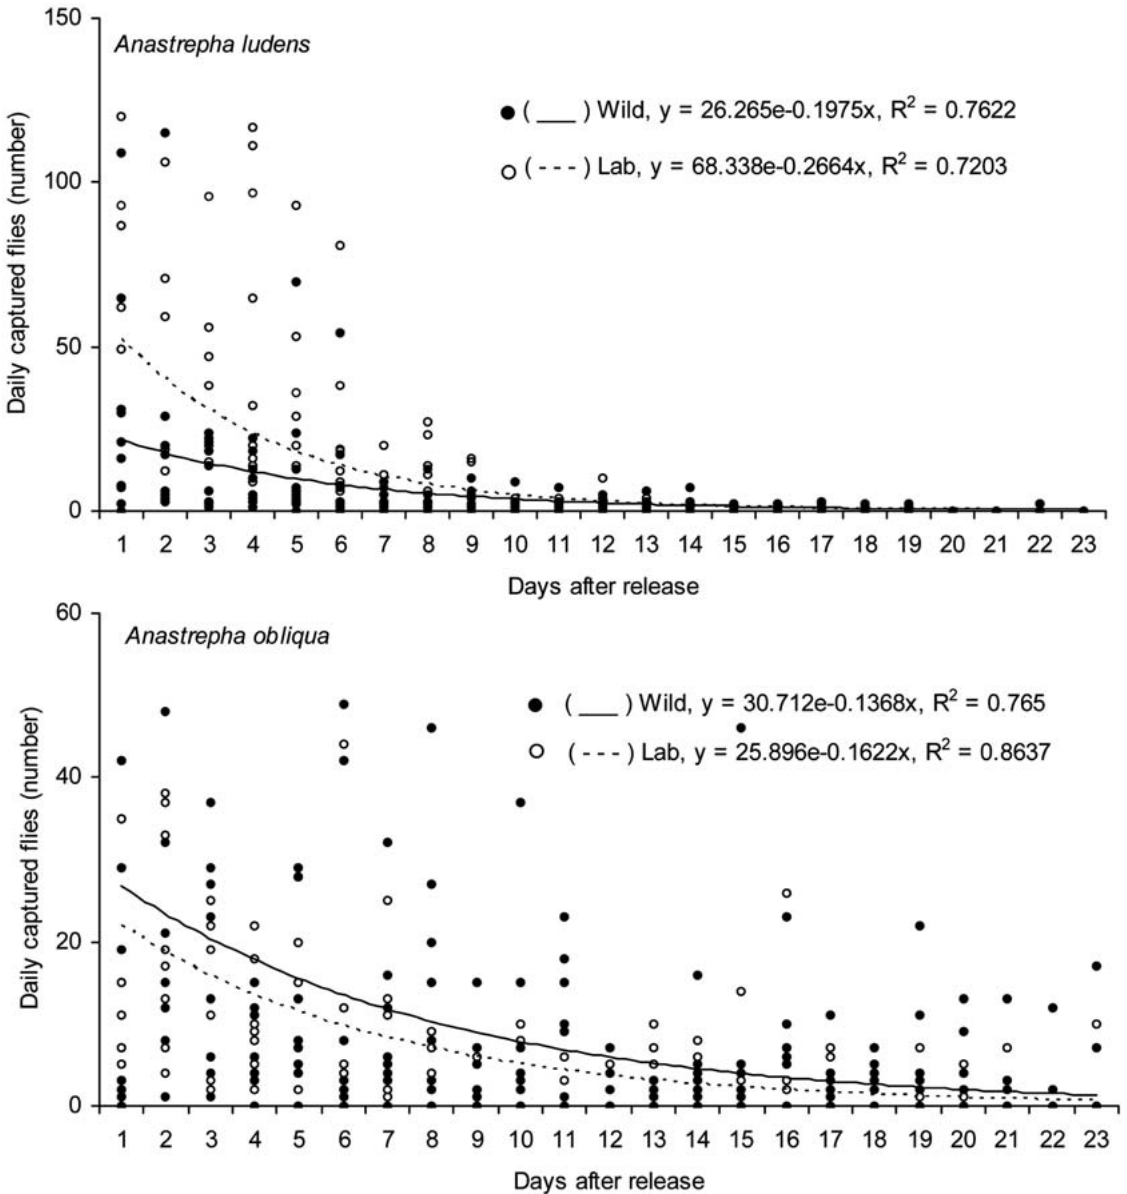 150
Anastrepha ludens
● ( ___ ) Wild, y = 26.265e-0.1975x, R² = 0.7622
○ ( - - - ) Lab, y = 68.338e-0.2664x, R² = 0.7203
100
50
0
Daily captured flies (number)
1 2 3 4 5 6 7 8 9 10 11 12 13 14 15 16 17 18 19 20 21 22 23
Days after release
60
Anastrepha obliqua
● ( ___ ) Wild, y = 30.712e-0.1368x, R² = 0.765
○ ( - - - ) Lab, y = 25.896e-0.1622x, R² = 0.8637
40
20
0
Daily captured flies (number)
1 2 3 4 5 6 7 8 9 10 11 12 13 14 15 16 17 18 19 20 21 22 23
Days after release